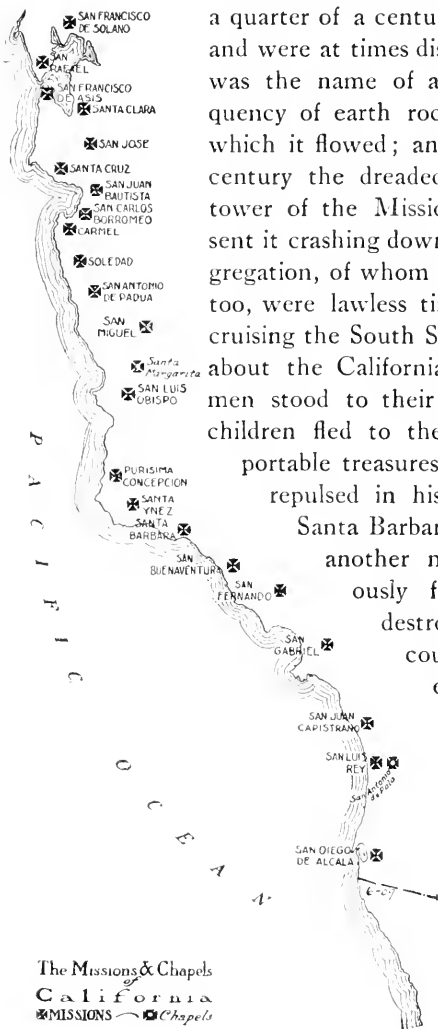 SAN FRANCISCO
DE SOLANO
SAN
RAFAEL
SAN FRANCISCO
DE ASIS
SANTA CLARA
SAN JOSE
SANTA CRUZ
SAN JUAN
BAUTISTA
SAN CARLOS
BORROMEO
CARMEL
SOLEDAD
SAN ANTONIO
DE PADUA
SAN
MIGUEL
Santa
Margarita
SAN LUIS
OBISPO
PURISIMA
CONCEPCION
SANTA
YNEZ
SANTA
BARBARA
SAN
BUENAVENTURA
SAN
FERNANDO
SAN
GABRIEL
SAN JUAN
CAPISTRANO
SAN LUIS
REY
San Antonio
de Pala
SAN DIEGO
DE ALCALA
6-09
PACIFIC
OCEAN
The Missions & Chapels
of
California
MISSIONS Chapels
a quarter of a centu
and were at times dis
was the name of a
quency of earth roc
which it flowed; an
century the dreaded
tower of the Missio
sent it crashing down
gregation, of whom
too, were lawless ti
cruising the South S
about the California
men stood to their
children fled to the
portable treasures
repulsed in his
Santa Barbar
another n
ously f
destro
cou
e